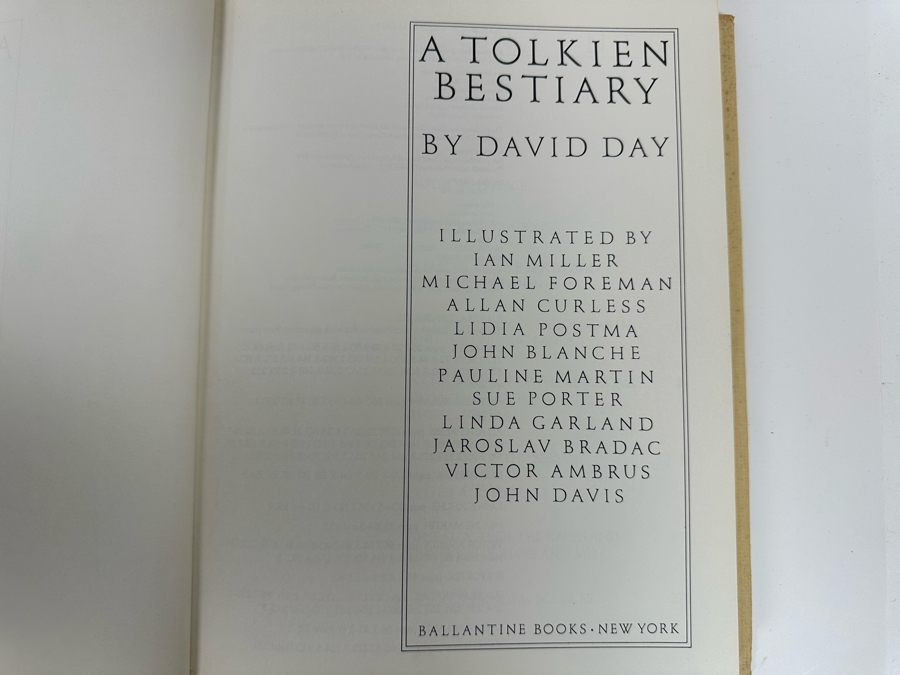 A TOLKIEN
BESTIARY
BY DAVID DAY
ILLUSTRATED BY
IAN MILLER
MICHAEL FOREMAN
ALLAN CURLESS
LIDIA POSTMA
JOHN BLANCHE
PAULINE MARTIN
SUE PORTER
LINDA GARLAND
JAROSLAV BRADAC
VICTOR AMBRUS
JOHN DAVIS
BALLANTINE BOOKS · NEW YORK